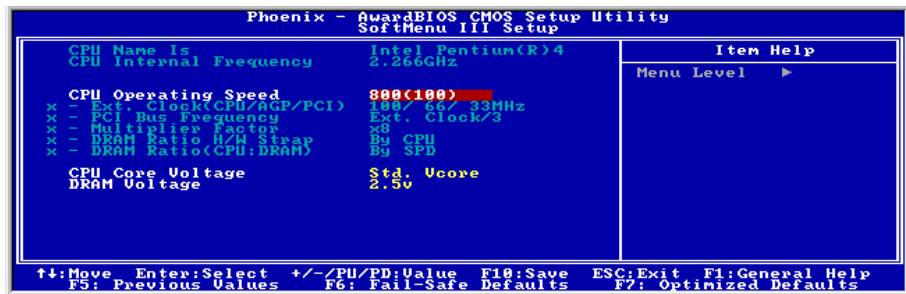 Phoenix - AwardBIOS CMOS Setup Utility
SoftMenu III Setup
CPU Name Is Intel Pentium(R)4
CPU Internal Frequency 2.266GHz
Item Help
Menu Level ►
CPU Operating Speed 800(100)
x - Ext. Clock(CPU/AGP/PCI) 100/ 66/ 33MHz
x - PCI Bus Frequency Ext. Clock/3
x - Multiplier Factor x8
x - DRAM Ratio H/W Strap By CPU
x - DRAM Ratio(CPU:DRAM) By SPD
CPU Core Voltage Std. Vcore
DRAM Voltage 2.5v
↑↓:Move Enter:Select +/-/PU/PD:Value F10:Save ESC:Exit F1:General Help
F5: Previous Values F6: Fail-Safe Defaults F7: Optimized Defaults